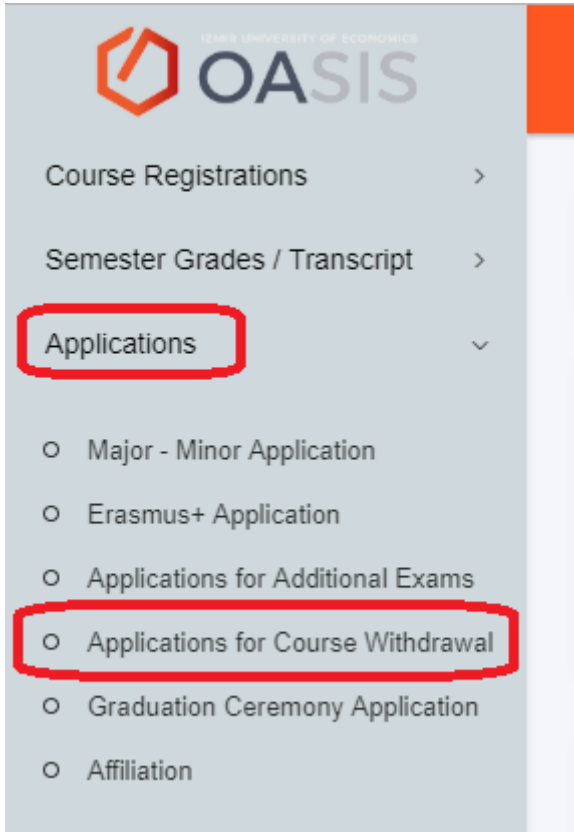 IZMIR UNIVERSITY OF ECONOMICS
OASIS
Course Registrations
Semester Grades / Transcript
Applications
Major - Minor Application
Erasmus+ Application
Applications for Additional Exams
Applications for Course Withdrawal
Graduation Ceremony Application
Affiliation